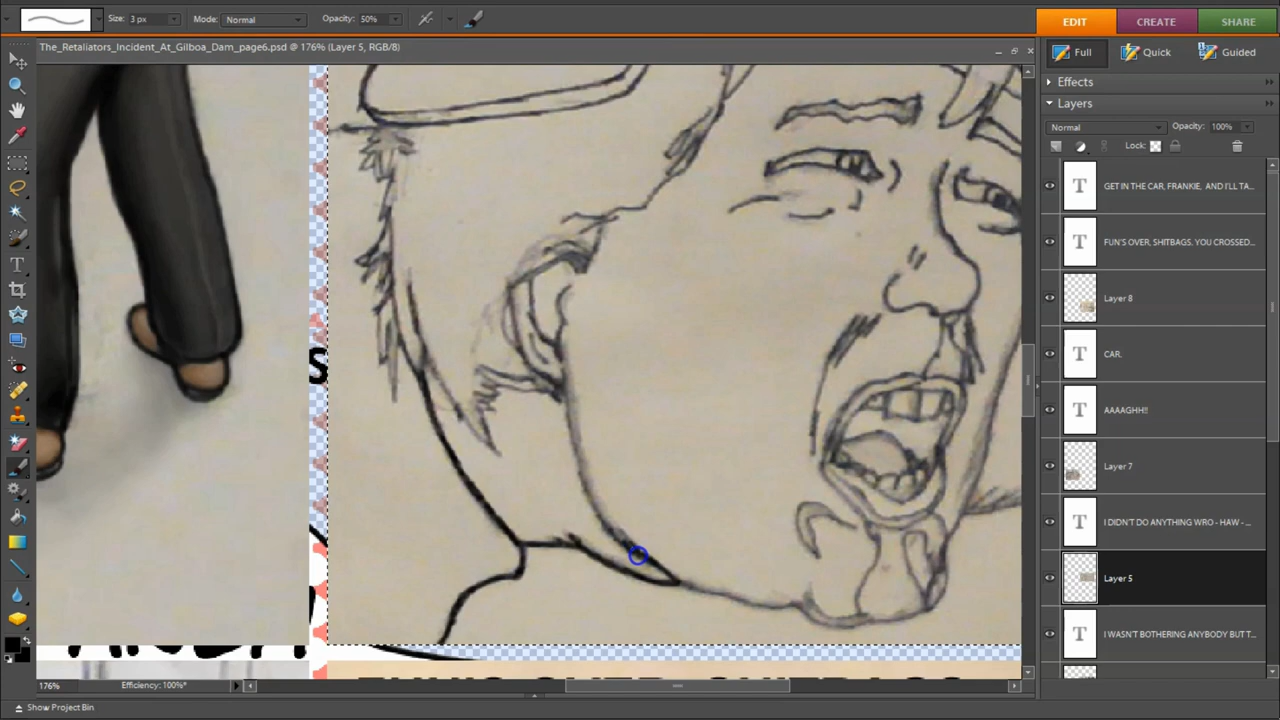 Size: 3 px Mode: Normal Opacity: 50% EDIT CREATE SHARE
The_Retaliators_Incident_At_Gilboa_Dam_page6.psd @ 176% (Layer 5, RGB/8)
Full Quick Guided
Effects
Layers
Normal Opacity: 100%
Lock:
T GET IN THE CAR, FRANKIE, AND I'LL TA...
T FUN'S OVER, SHITBAGS. YOU CROSSED...
Layer 8
T CAR.
T AAAAGHH!!
Layer 7
T I DIDN'T DO ANYTHING WRO - HAW - ...
Layer 5
T I WASN'T BOTHERING ANYBODY BUT T...
S
176% Efficiency: 100%*
Show Project Bin